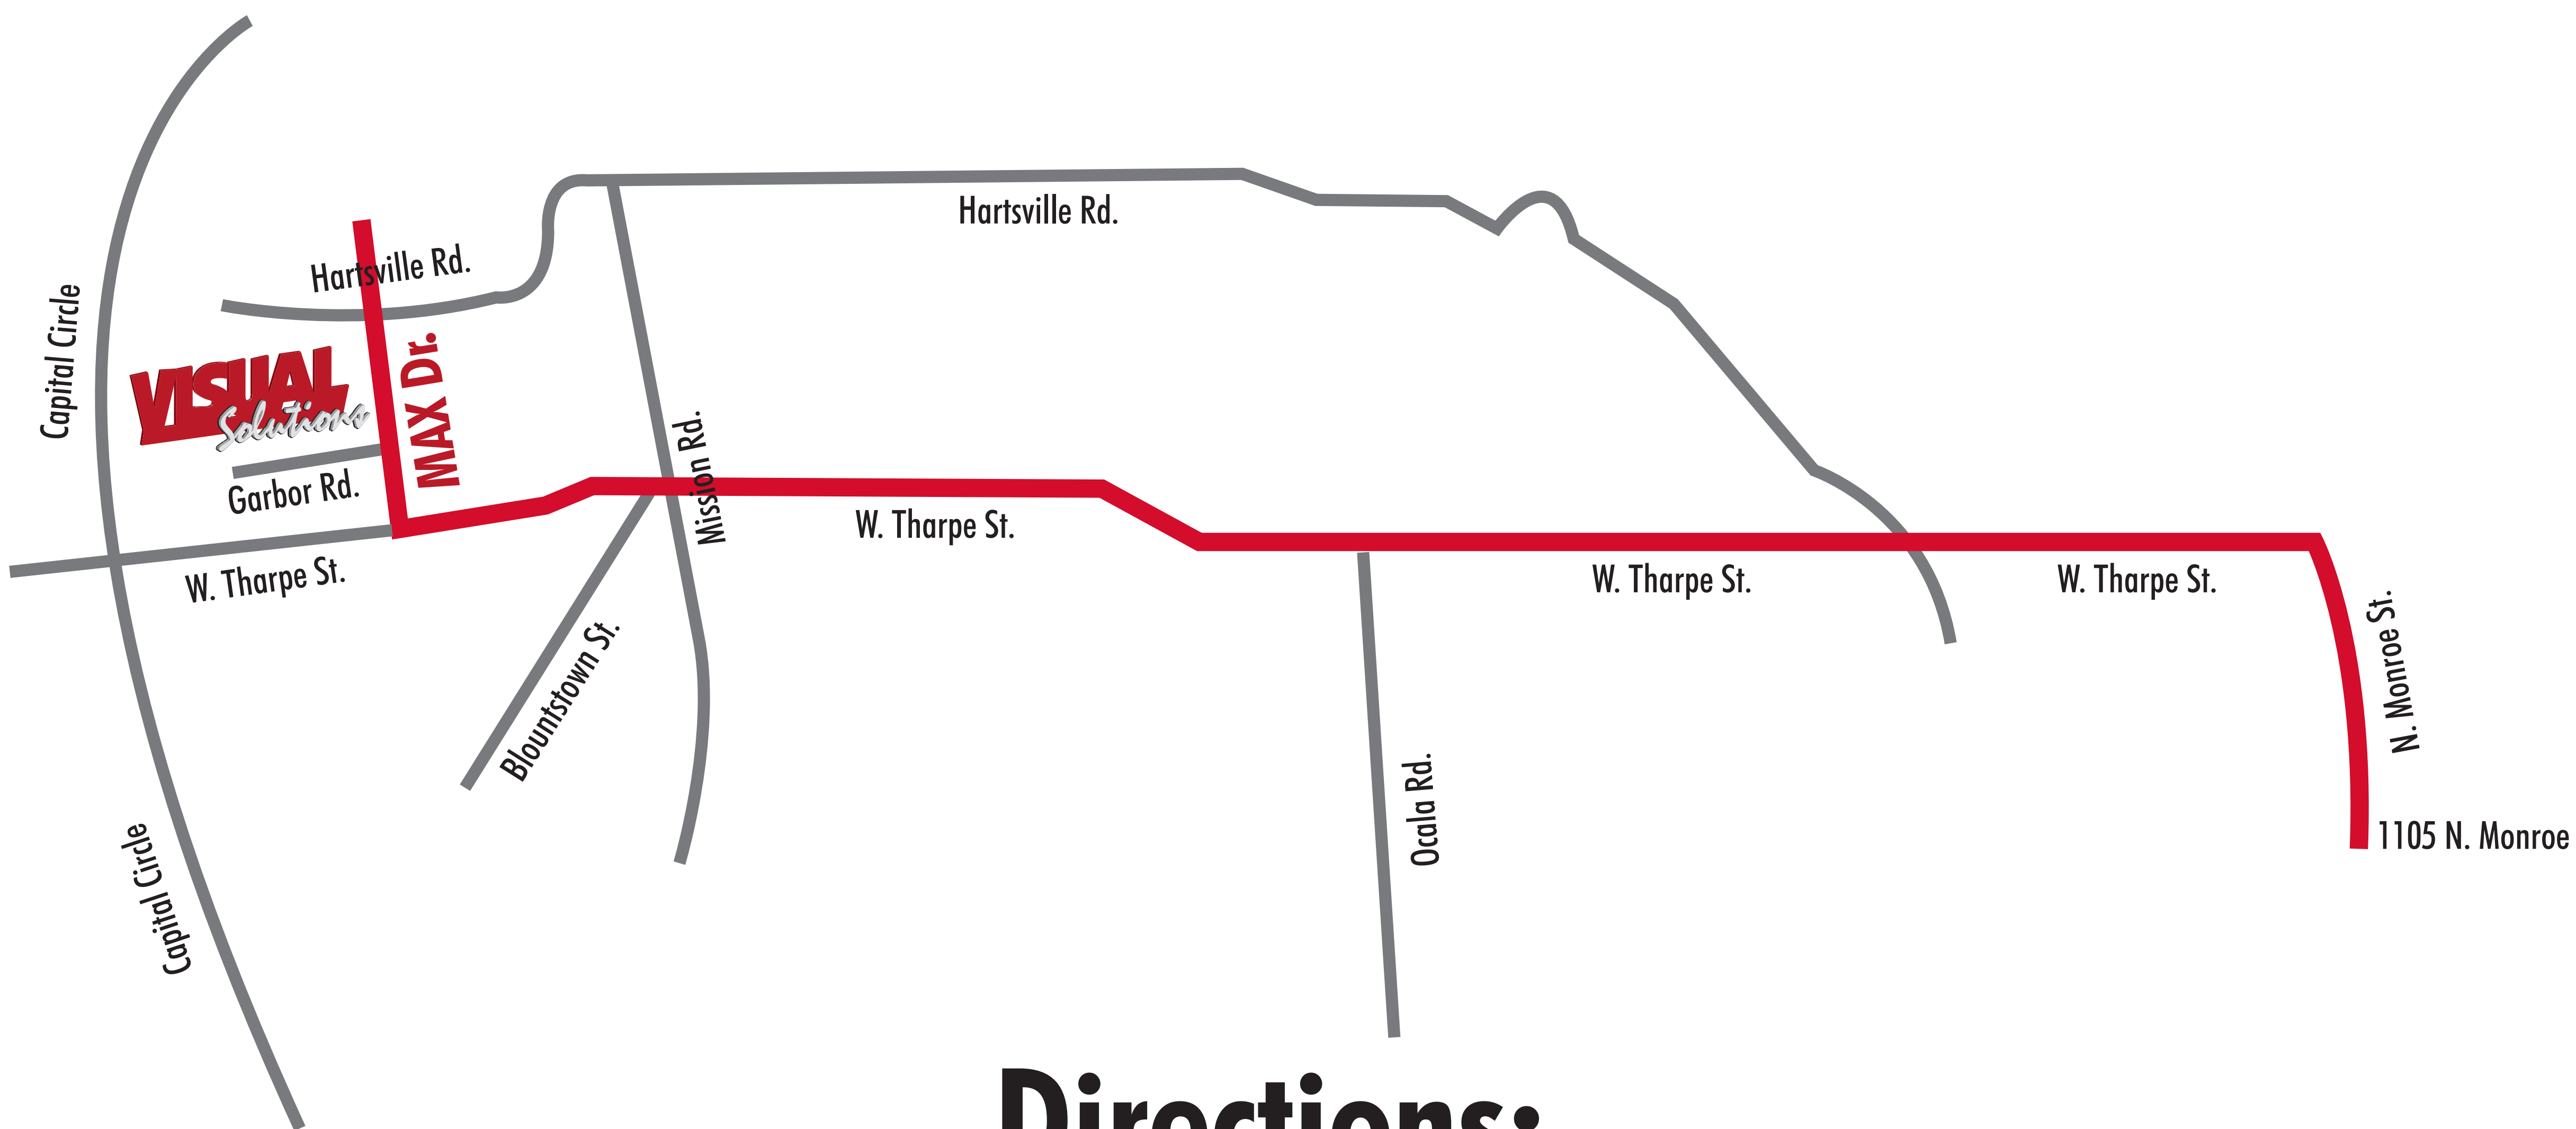 Hartsville Rd.
Hartsville Rd.
Capital Circle
VISUAL
Solutions
MAX Dr.
Mission Rd.
Garbor Rd.
W. Tharpe St.
W. Tharpe St.
W. Tharpe St.
W. Tharpe St.
Blountstown St.
N. Monroe St.
Ocala Rd.
1105 N. Monroe
Capital Circle
Directions: